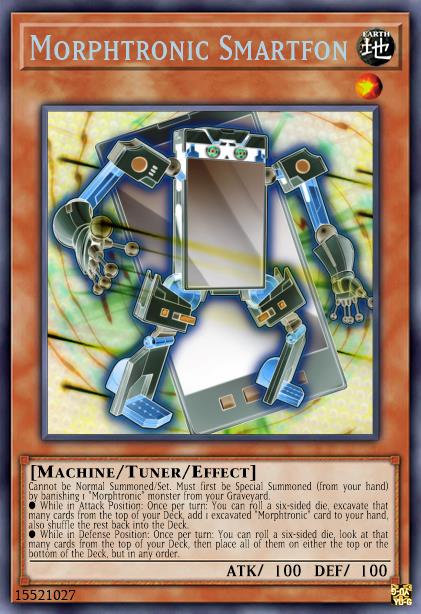 MORPHTRONIC SMARTFON
EARTH
地
[MACHINE/TUNER/EFFECT]
Cannot be Normal Summoned/Set. Must first be Special Summoned (from your hand)
by banishing 1 "Morphtronic" monster from your Graveyard.
● While in Attack Position: Once per turn: You can roll a six-sided die, excavate that
many cards from the top of your Deck, add 1 excavated "Morphtronic" card to your hand,
also shuffle the rest back into the Deck.
● While in Defense Position: Once per turn: You can roll a six-sided die, look at that
many cards from the top of your Deck, then place all of them on either the top or the
bottom of the Deck, but in any order.
ATK/ 100 DEF/ 100
15521027